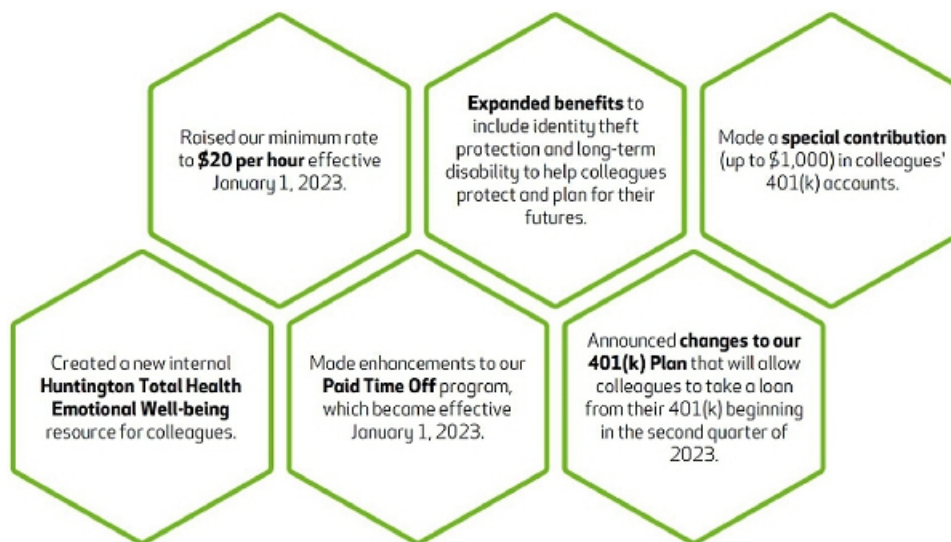 Raised our minimum rate
to $20 per hour effective
January 1, 2023.
Expanded benefits to
include identity theft
protection and long-term
disability to help colleagues
protect and plan for their
futures.
Made a special contribution
(up to $1,000) in colleagues'
401(k) accounts.
Created a new internal
Huntington Total Health
Emotional Well-being
resource for colleagues.
Made enhancements to our
Paid Time Off program,
which became effective
January 1, 2023.
Announced changes to our
401(k) Plan that will allow
colleagues to take a loan
from their 401(k) beginning
in the second quarter of
2023.